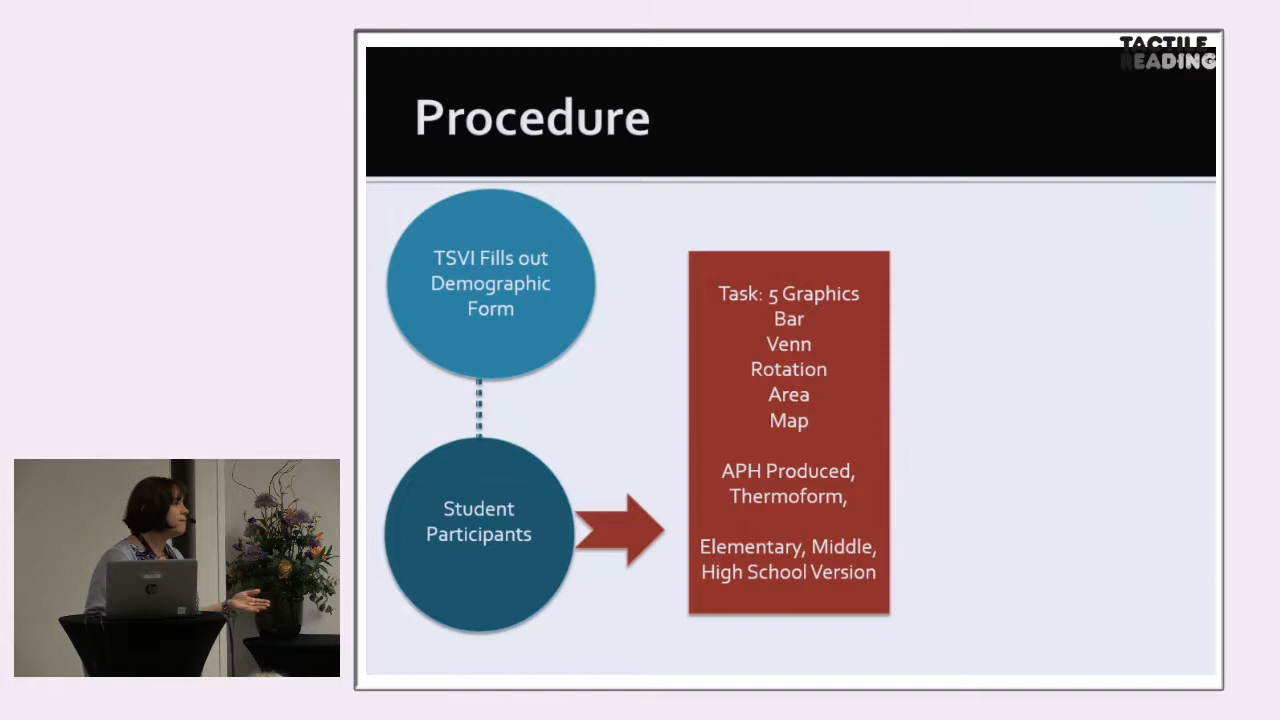 TACTILE
READING
Procedure
TSVI Fills out
Demographic
Form
Student
Participants
Task: 5 Graphics
Bar
Venn
Rotation
Area
Map
APH Produced,
Thermoform,
Elementary, Middle,
High School Version